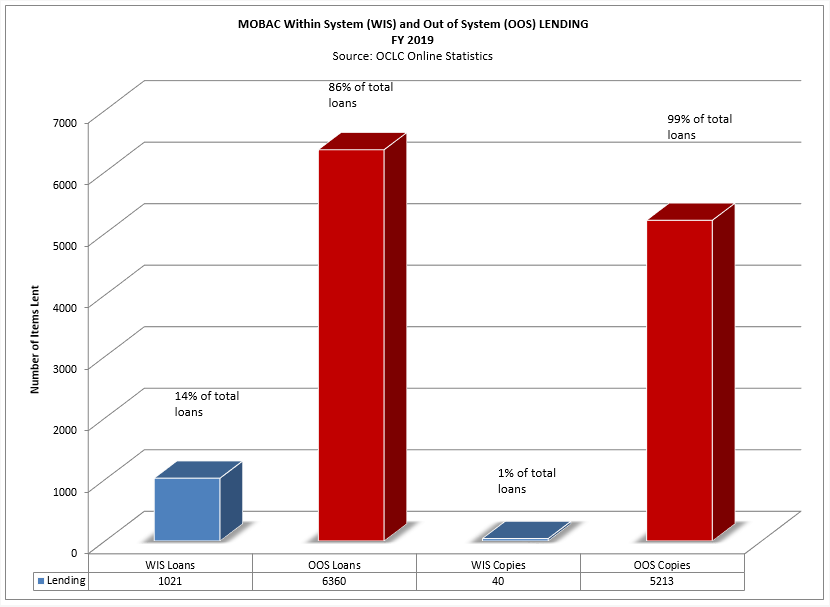 MOBAC Within System (WIS) and Out of System (OOS) LENDING
FY 2019
Source: OCLC Online Statistics
86% of total
loans
99% of total
loans
14% of total
loans
1% of total
loans
7000
6000
5000
4000
3000
2000
1000
0
Number of Items Lent
WIS Loans OOS Loans WIS Copies OOS Copies
Lending 1021 6360 40 5213